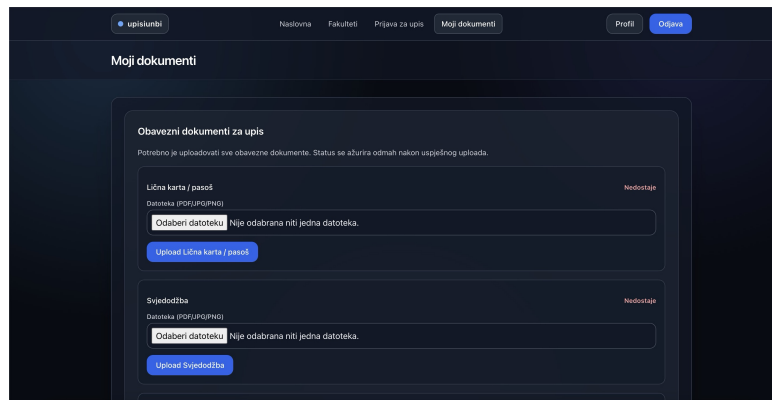 upisiunbi
Naslovna
Fakulteti
Prijava za upis
Moji dokumenti
Profil
Odjava
Moji dokumenti
Obavezni dokumenti za upis
Potrebno je uploadovati sve obavezne dokumente. Status se ažurira odmah nakon uspješnog uploada.
Lična karta / pasoš
Nedostaje
Datoteka (PDF/JPG/PNG)
Odaberi datoteku Nije odabrana niti jedna datoteka.
Upload Lična karta / pasoš
Svjedodžba
Nedostaje
Datoteka (PDF/JPG/PNG)
Odaberi datoteku Nije odabrana niti jedna datoteka.
Upload Svjedodžba